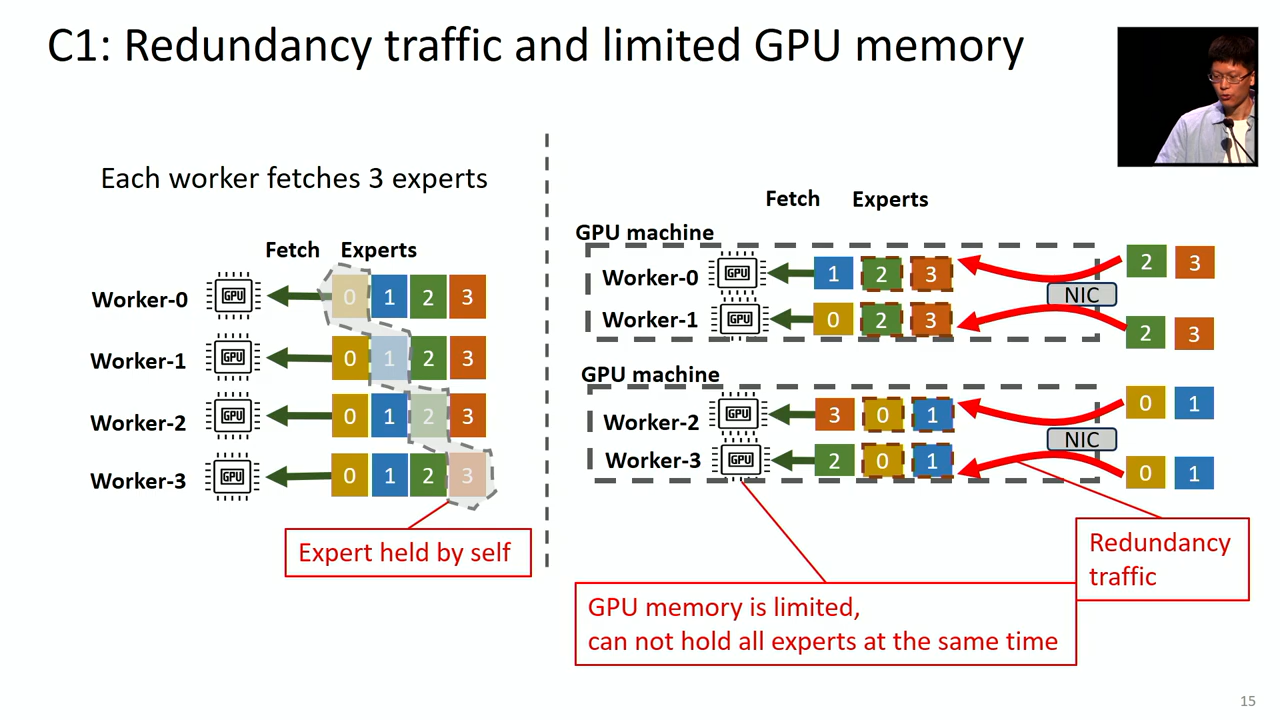 C1: Redundancy traffic and limited GPU memory
Each worker fetches 3 experts
Fetch Experts
Worker-0 GPU 0 1 2 3
Worker-1 GPU 0 1 2 3
Worker-2 GPU 0 1 2 3
Worker-3 GPU 0 1 2 3
Expert held by self
Fetch Experts
GPU machine
Worker-0 GPU 1 2 3 2 3
NIC
Worker-1 GPU 0 2 3 2 3
GPU machine
Worker-2 GPU 3 0 1 0 1
NIC
Worker-3 GPU 2 0 1 0 1
Redundancy
traffic
GPU memory is limited,
can not hold all experts at the same time
15